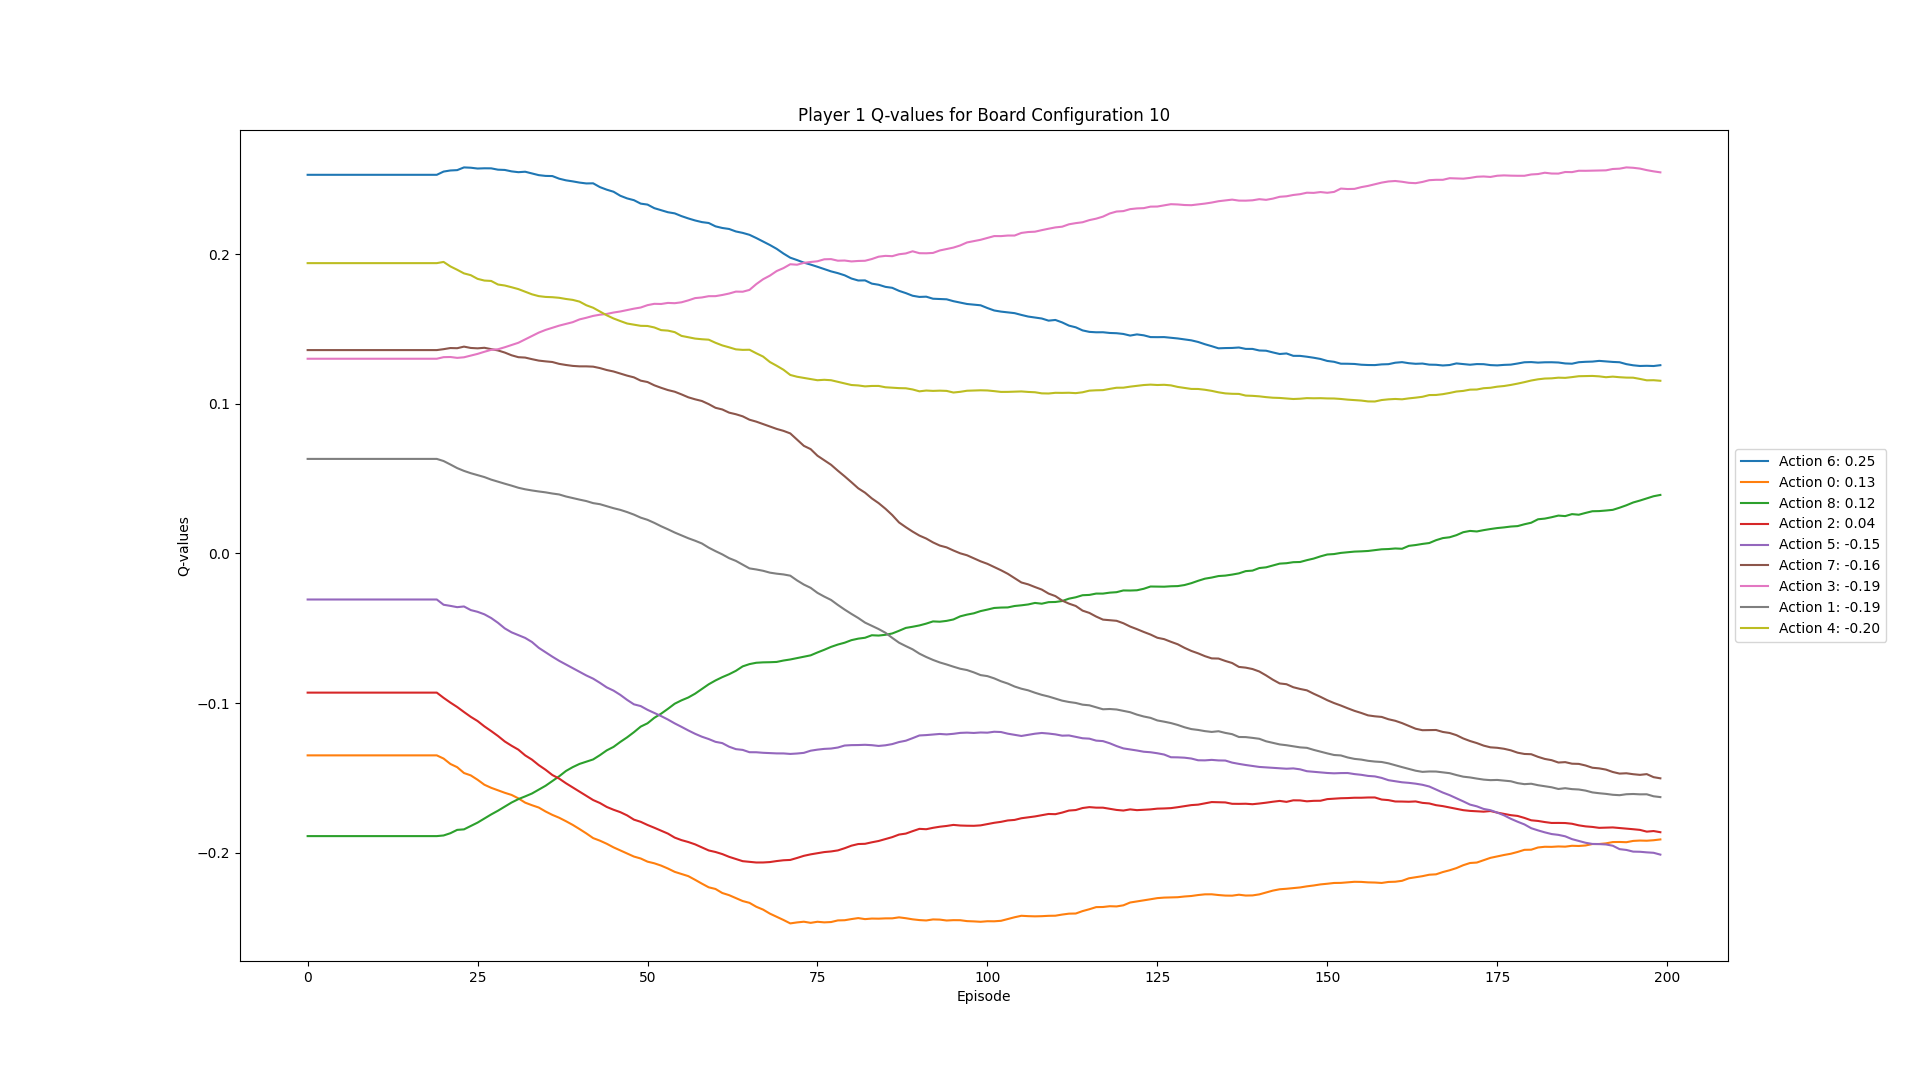 Player 1 Q-values for Board Configuration 10
Q-values
0.2
0.1
0.0
−0.1
−0.2
0 25 50 75 100 125 150 175 200
Episode
Action 6: 0.25
Action 0: 0.13
Action 8: 0.12
Action 2: 0.04
Action 5: -0.15
Action 7: -0.16
Action 3: -0.19
Action 1: -0.19
Action 4: -0.20